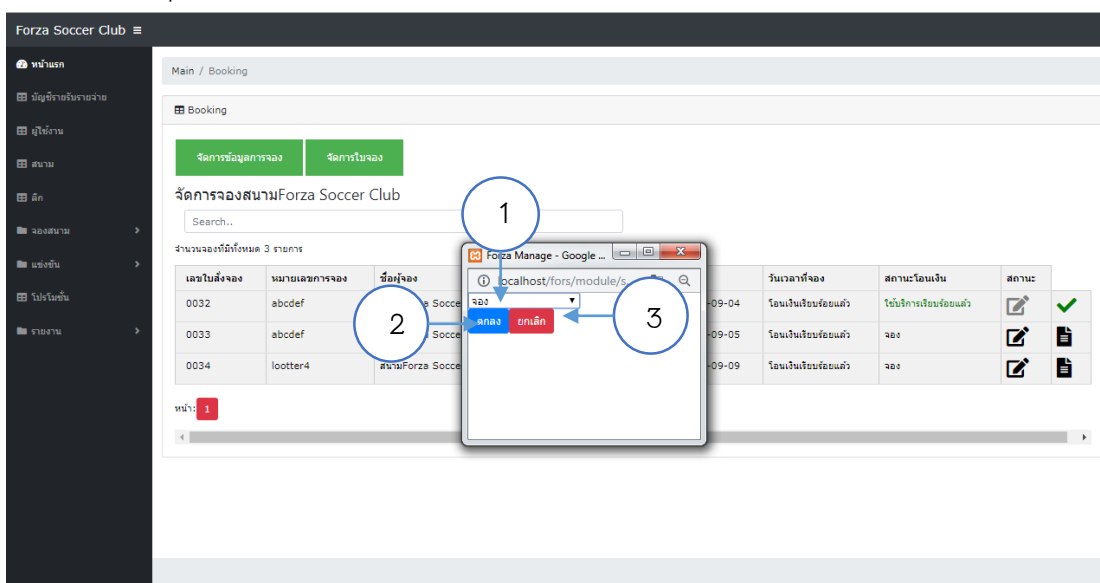 Forza Soccer Club
หน้าแรก
บัญชีรายรับรายจ่าย
ผู้ใช้งาน
สนาม
ลีก
จองสนาม
แข่งขัน
โปรโมชั่น
รายงาน
Main / Booking
Booking
จัดการข้อมูลการจอง จัดการใบจอง
จัดการจองสนามForza Soccer Club
Search..
จำนวนจองที่มีทั้งหมด 3 รายการ
เลขใบสั่งจอง หมายเลขการจอง ชื่อผู้จอง วันเวลาที่จอง สถานะโอนเงิน สถานะ
0032 abcdef Socce -09-04 โอนเงินเรียบร้อยแล้ว ใช้บริการเรียบร้อยแล้ว
0033 abcdef Socce -09-05 โอนเงินเรียบร้อยแล้ว จอง
0034 lootter4 สนามForza Socce -09-09 โอนเงินเรียบร้อยแล้ว จอง
หน้า: 1
Forza Manage - Google ...
localhost/fors/module/s
จอง
ตกลง ยกเลิก
1
2
3